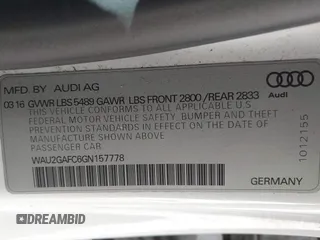 MFD. BY AUDI AG
03 16 GVWR LBS 5489 GAWR LBS FRONT 2800 /REAR 2833
THIS VEHICLE CONFORMS TO ALL APPLICABLE U.S.
FEDERAL MOTOR VEHICLE SAFETY, BUMPER AND THEFT
PREVENTION STANDARDS IN EFFECT ON THE DATE OF
MANUFACTURE SHOWN ABOVE.
PASSENGER CAR
WAU2GAFC6GN157778
GERMANY
Audi
1012155
AUTOBIDMASTER